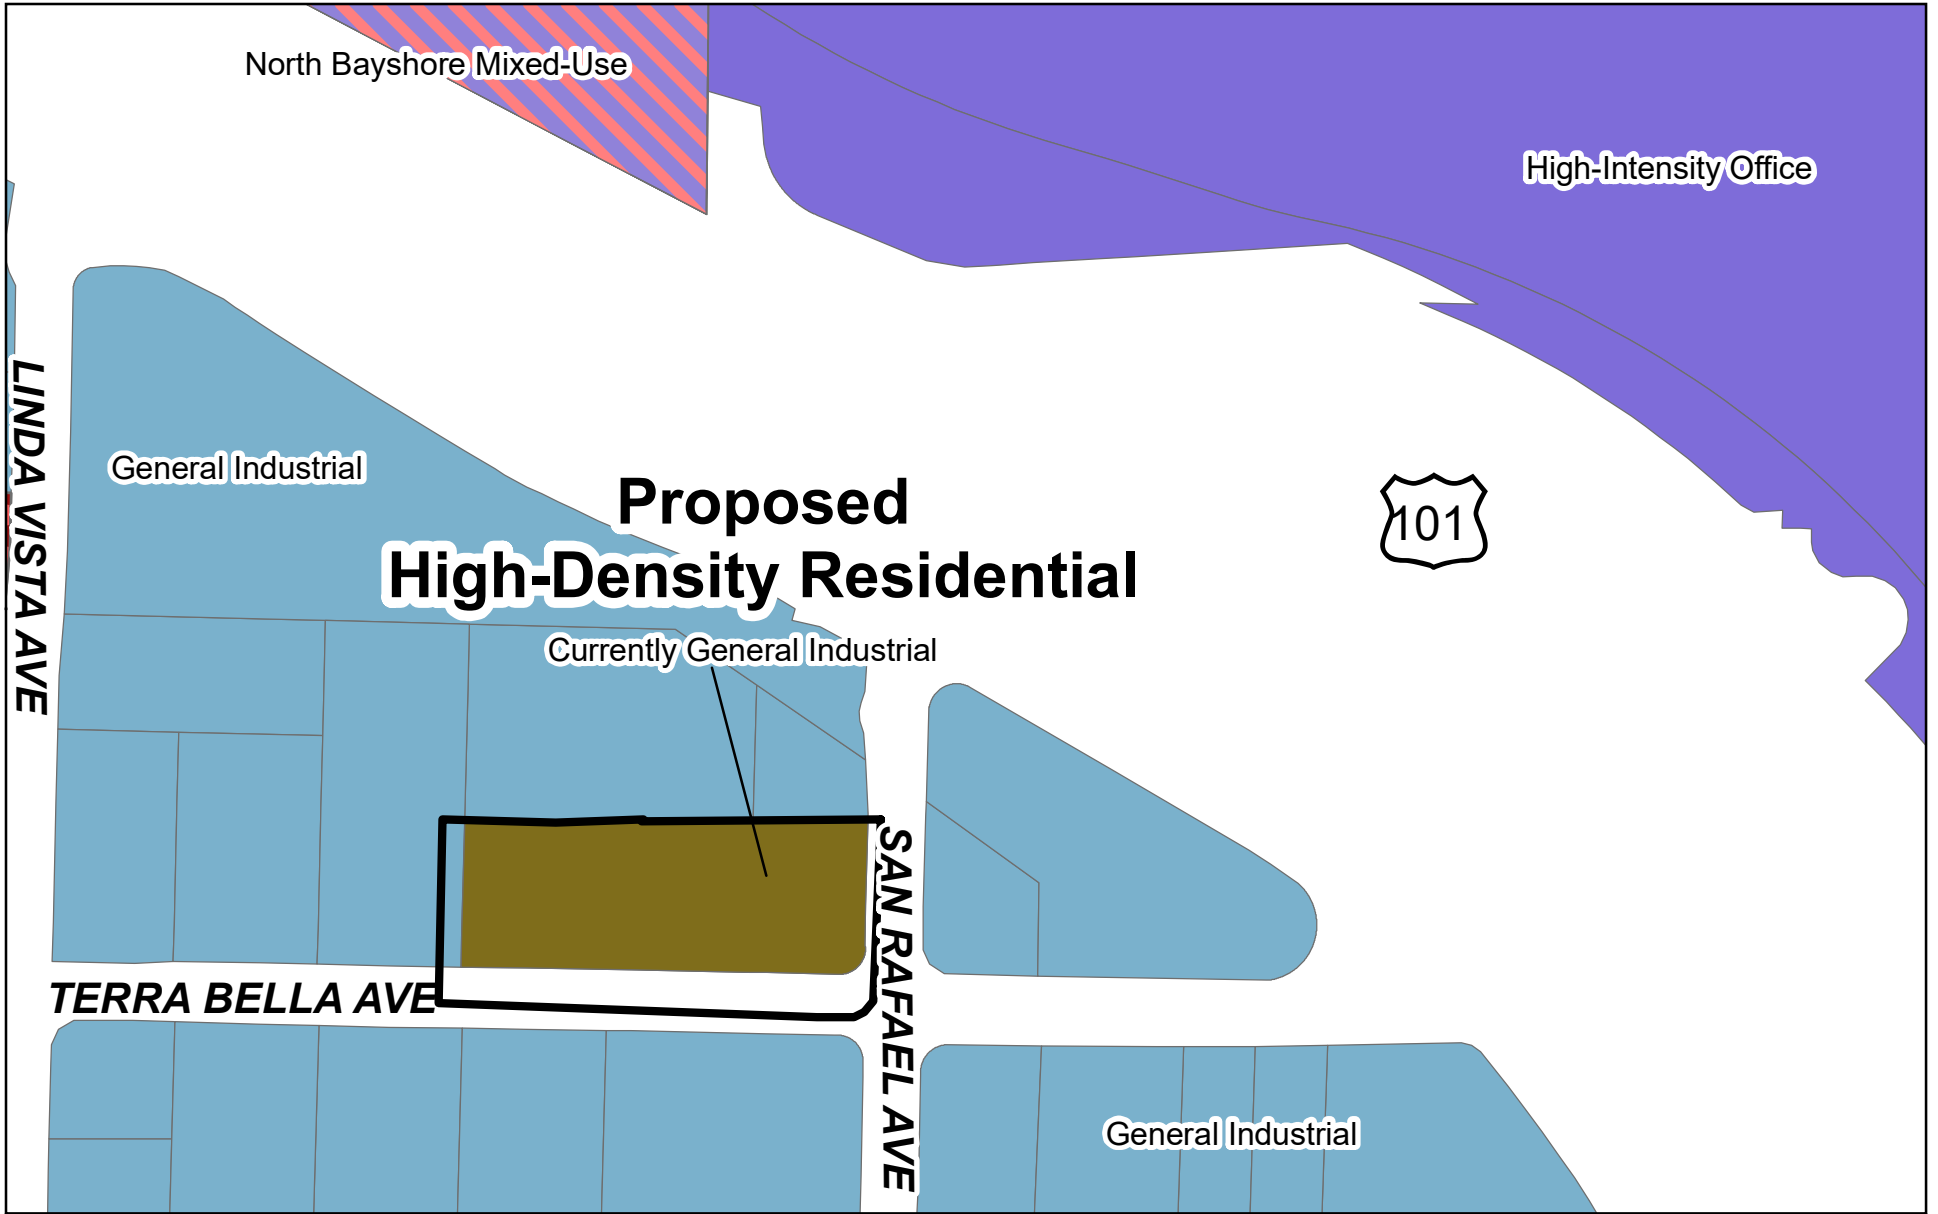 North Bayshore Mixed-Use
High-Intensity Office
LINDA VISTA AVE
General Industrial
Proposed
High-Density Residential
101
Currently General Industrial
SAN RAFAEL AVE
TERRA BELLA AVE
General Industrial